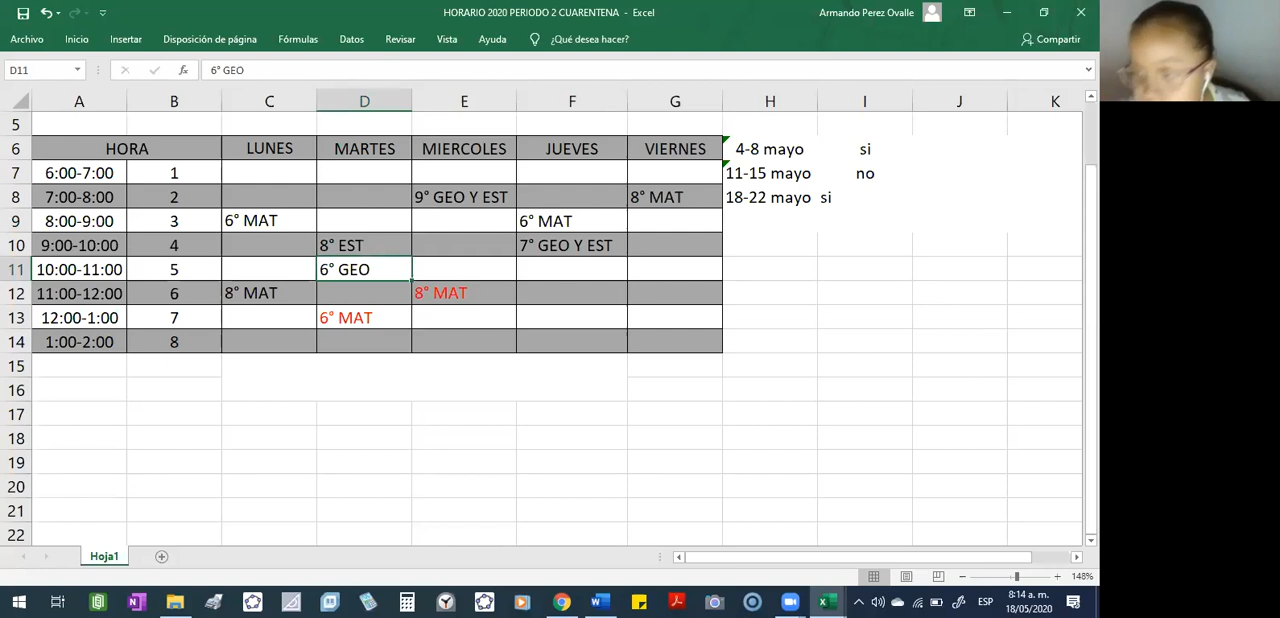 HORARIO 2020 PERIODO 2 CUARENTENA - Excel
Armando Perez Ovalle
Archivo Inicio Insertar Disposición de página Fórmulas Datos Revisar Vista Ayuda ¿Qué desea hacer? Compartir
D11 fx 6° GEO
A B C D E F G H I J K
5
6 HORA LUNES MARTES MIERCOLES JUEVES VIERNES 4-8 mayo si
7 6:00-7:00 1 11-15 mayo no
8 7:00-8:00 2 9° GEO Y EST 8° MAT 18-22 mayo si
9 8:00-9:00 3 6° MAT 6° MAT
10 9:00-10:00 4 8° EST 7° GEO Y EST
11 10:00-11:00 5 6° GEO
12 11:00-12:00 6 8° MAT 8° MAT
13 12:00-1:00 7 6° MAT
14 1:00-2:00 8
15
16
17
18
19
20
21
22
Hoja1
148%
ESP
8:14 a. m.
18/05/2020